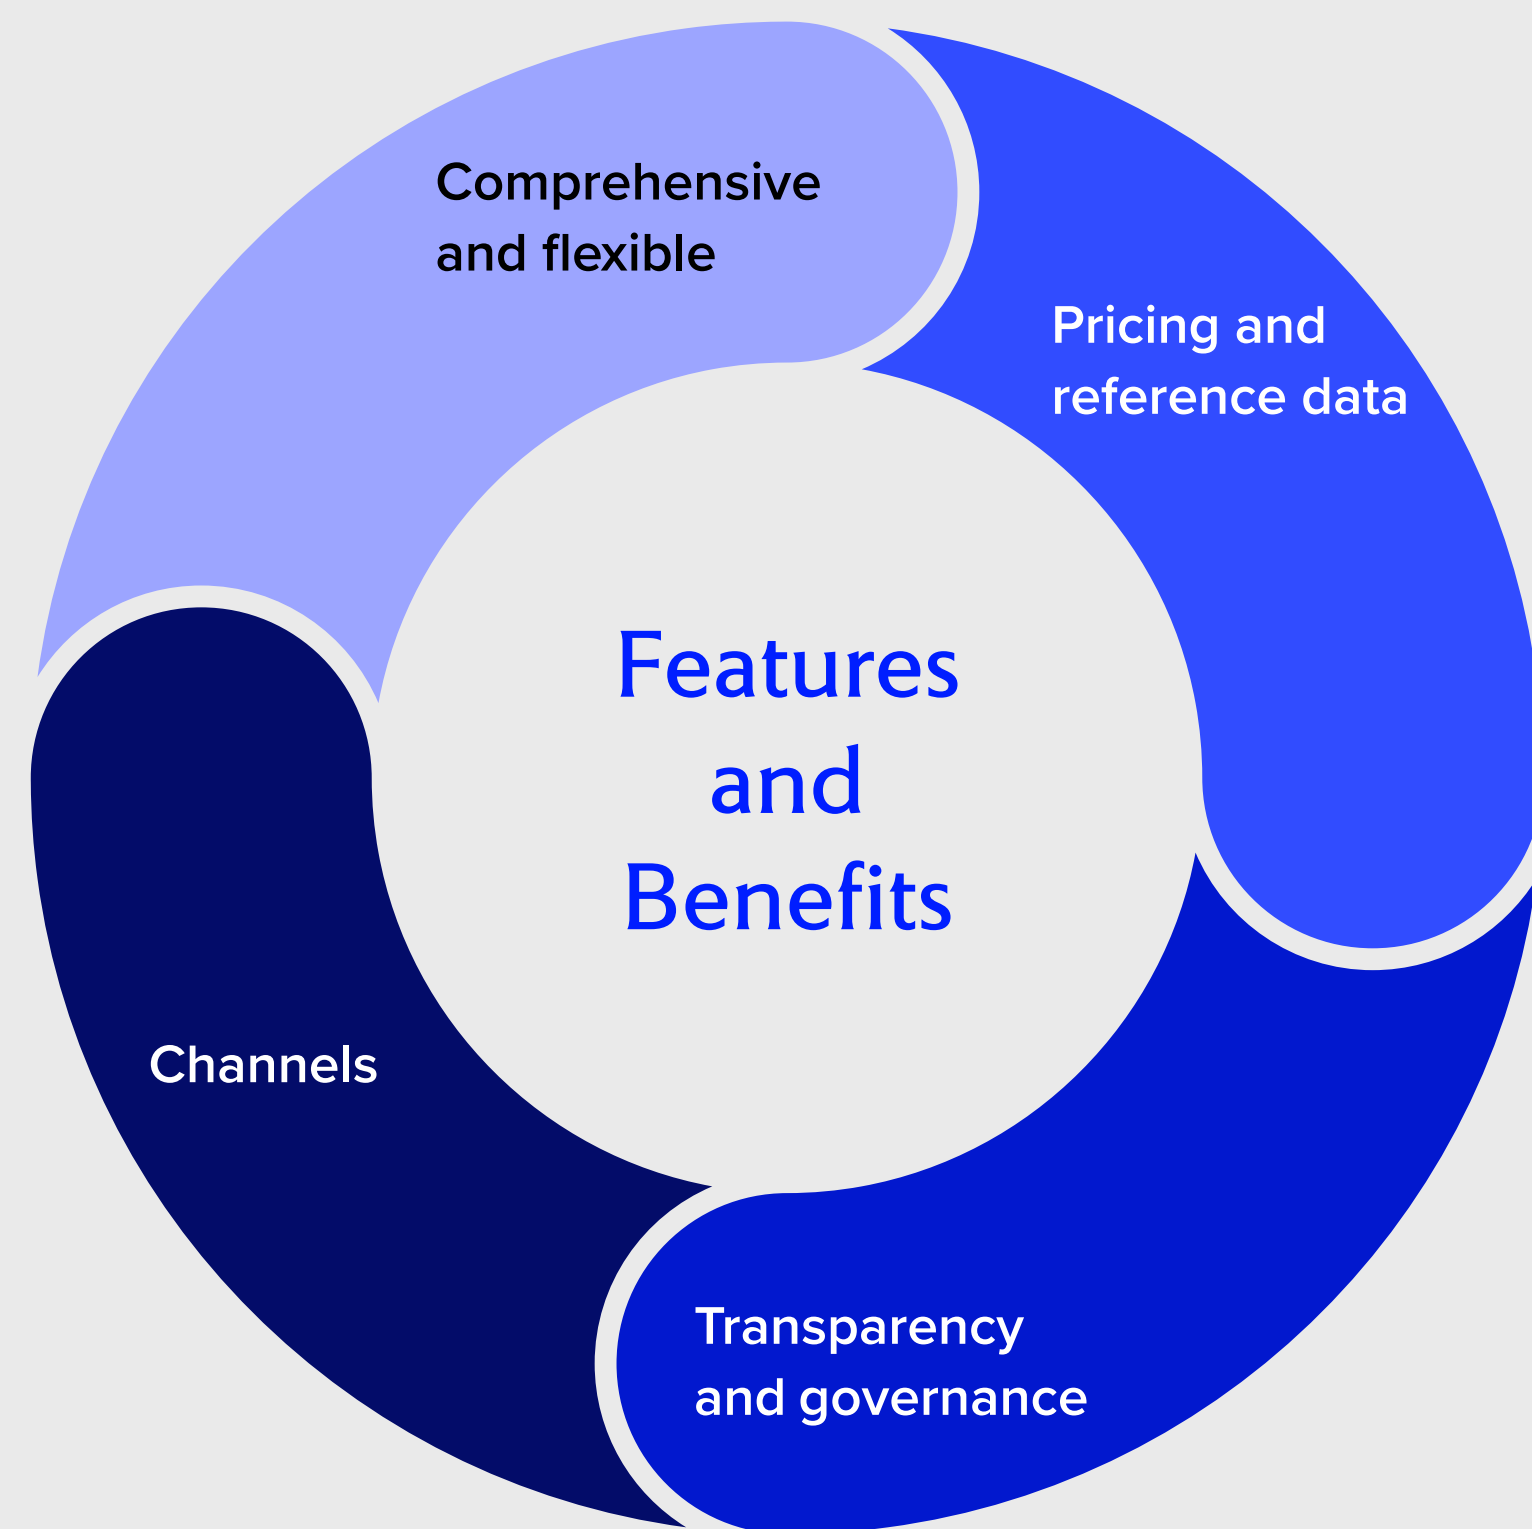 Comprehensive
and flexible
Pricing and
reference data
Features
and
Benefits
Channels
Transparency
and governance